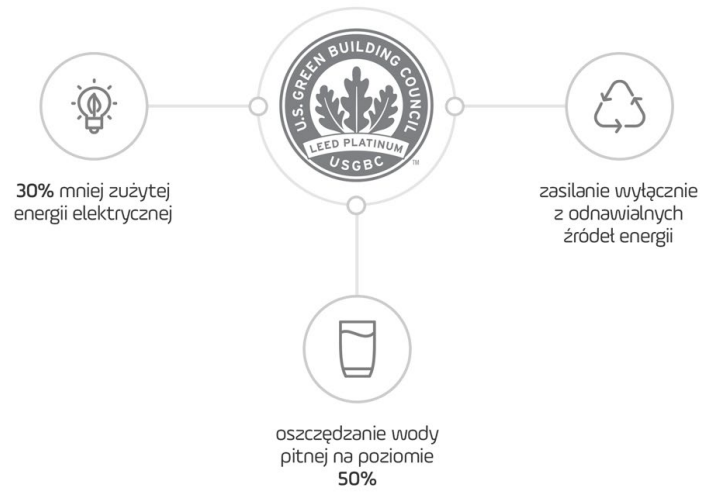 U.S. GREEN BUILDING COUNCIL
LEED PLATINUM
USGBC
TM
30% mniej zużytej
energii elektrycznej
zasilanie wyłącznie
z odnawialnych
źródeł energii
oszczędzanie wody
pitnej na poziomie
50%